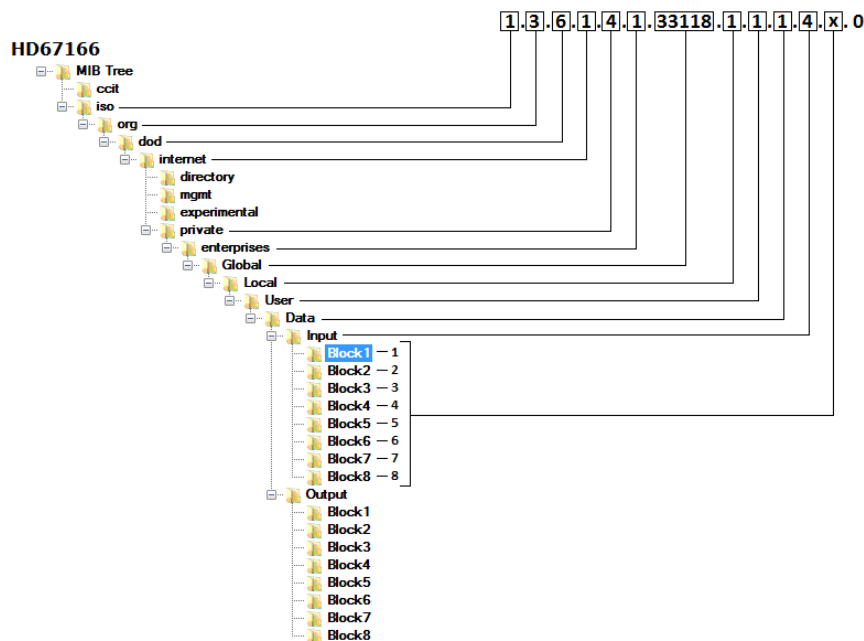 1.3.6.1.4.1.33118.1.1.1.4.x.0
HD67166
MIB Tree
ccit
iso
org
dod
internet
directory
mgmt
experimental
private
enterprises
Global
Local
User
Data
Input
Block1 — 1
Block2 — 2
Block3 — 3
Block4 — 4
Block5 — 5
Block6 — 6
Block7 — 7
Block8 — 8
Output
Block1
Block2
Block3
Block4
Block5
Block6
Block7
Block8